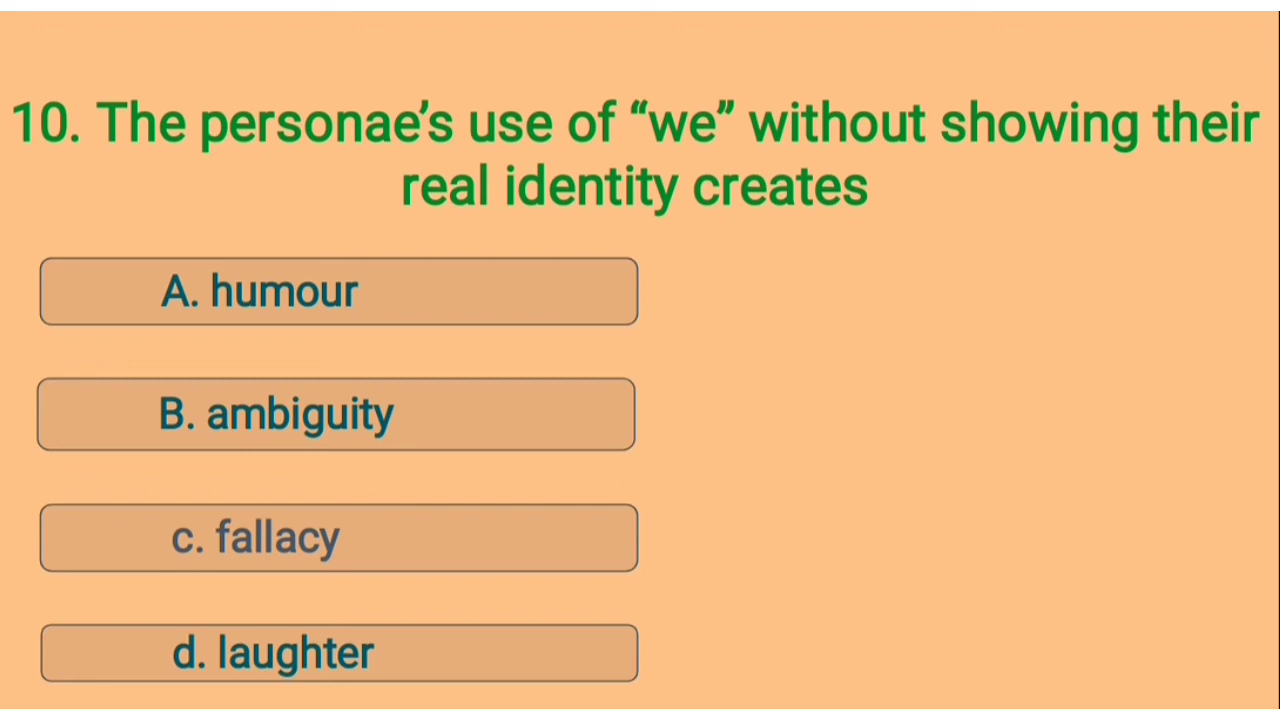 10. The personae’s use of “we” without showing their
real identity creates
A. humour
B. ambiguity
c. fallacy
d. laughter